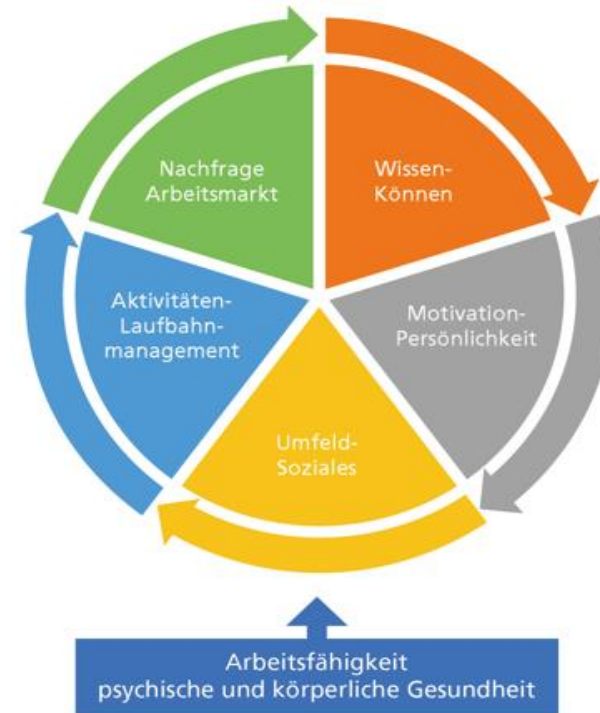 Nachfrage
Arbeitsmarkt
Wissen-
Können
Motivation-
Persönlichkeit
Umfeld-
Soziales
Aktivitäten-
Laufbahn-
management
Arbeitsfähigkeit
psychische und körperliche Gesundheit